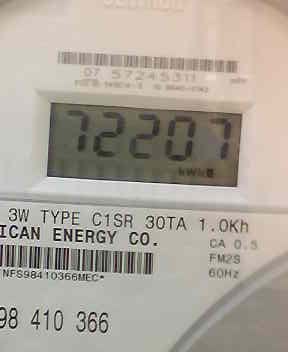 07 57245311
72207
kWh
3W TYPE C1SR 30TA 1.0Kh
ICAN ENERGY CO.
CA 0.5
FM2S
60Hz
NFS98410366MEC*
98 410 366